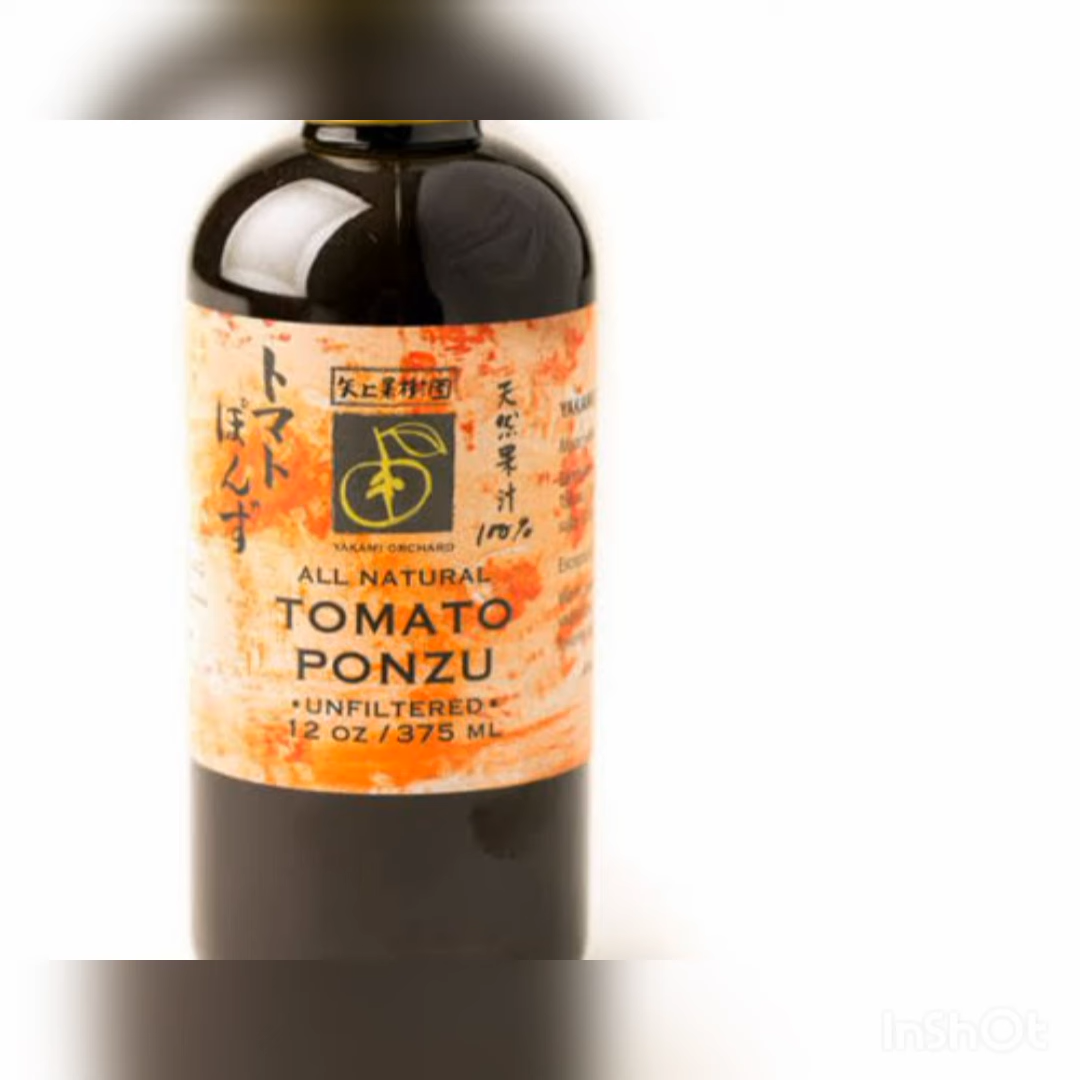 トマト
ぽんず
矢上果樹園
天然果汁
100%
YAKAMI ORCHARD
ALL NATURAL
TOMATO
PONZU
•UNFILTERED•
12 OZ / 375 ML
InShOt